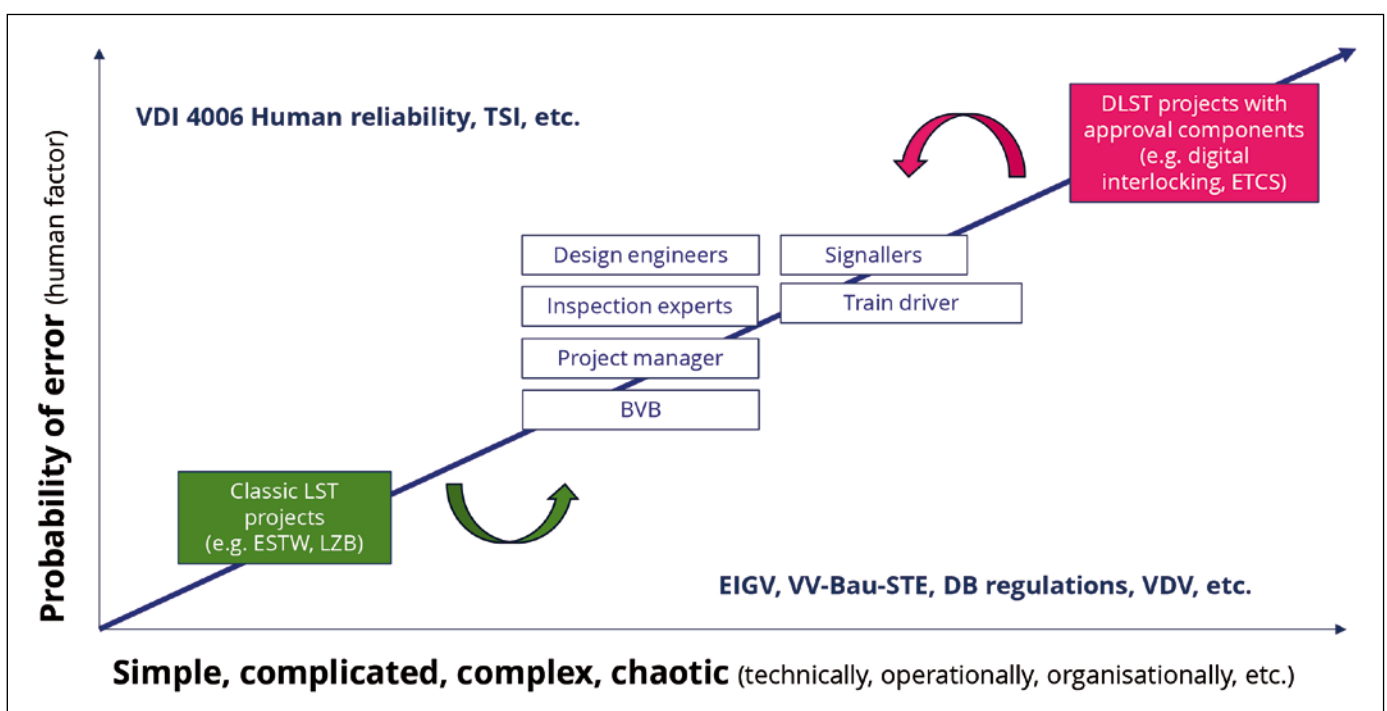 Probability of error (human factor)
VDI 4006 Human reliability, TSI, etc.
DLST projects with
approval components
(e.g. digital
interlocking, ETCS)
Design engineers
Signallers
Inspection experts
Train driver
Project manager
BVB
Classic LST
projects
(e.g. ESTW, LZB)
EIGV, VV-Bau-STE, DB regulations, VDV, etc.
Simple, complicated, complex, chaotic (technically, operationally, organisationally, etc.)